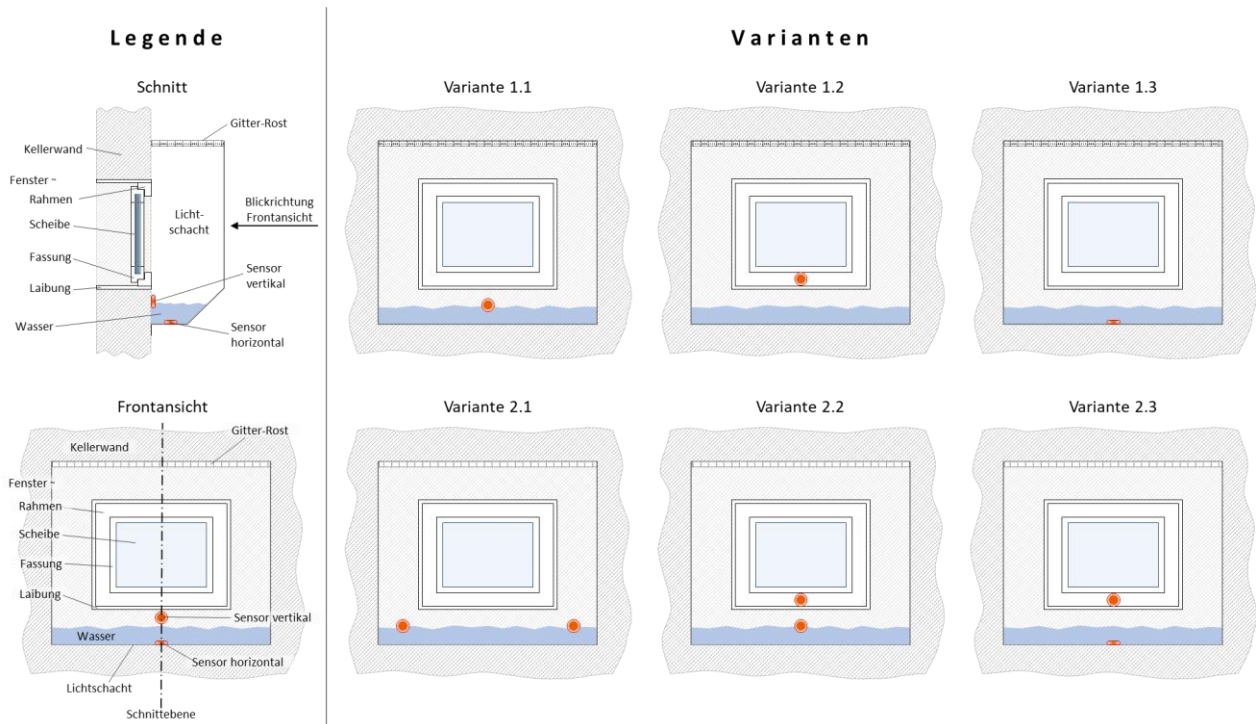 Legende
Varianten
Schnitt
Gitter-Rost
Kellerwand
Fenster
Rahmen
Scheibe
Fassung
Laibung
Wasser
Licht-
schacht
Blickrichtung
Frontansicht
Sensor
vertikal
Sensor
horizontal
Variante 1.1
Variante 1.2
Variante 1.3
Frontansicht
Gitter-Rost
Kellerwand
Fenster
Rahmen
Scheibe
Fassung
Laibung
Sensor vertikal
Wasser
Sensor horizontal
Lichtschacht
Schnittebene
Variante 2.1
Variante 2.2
Variante 2.3